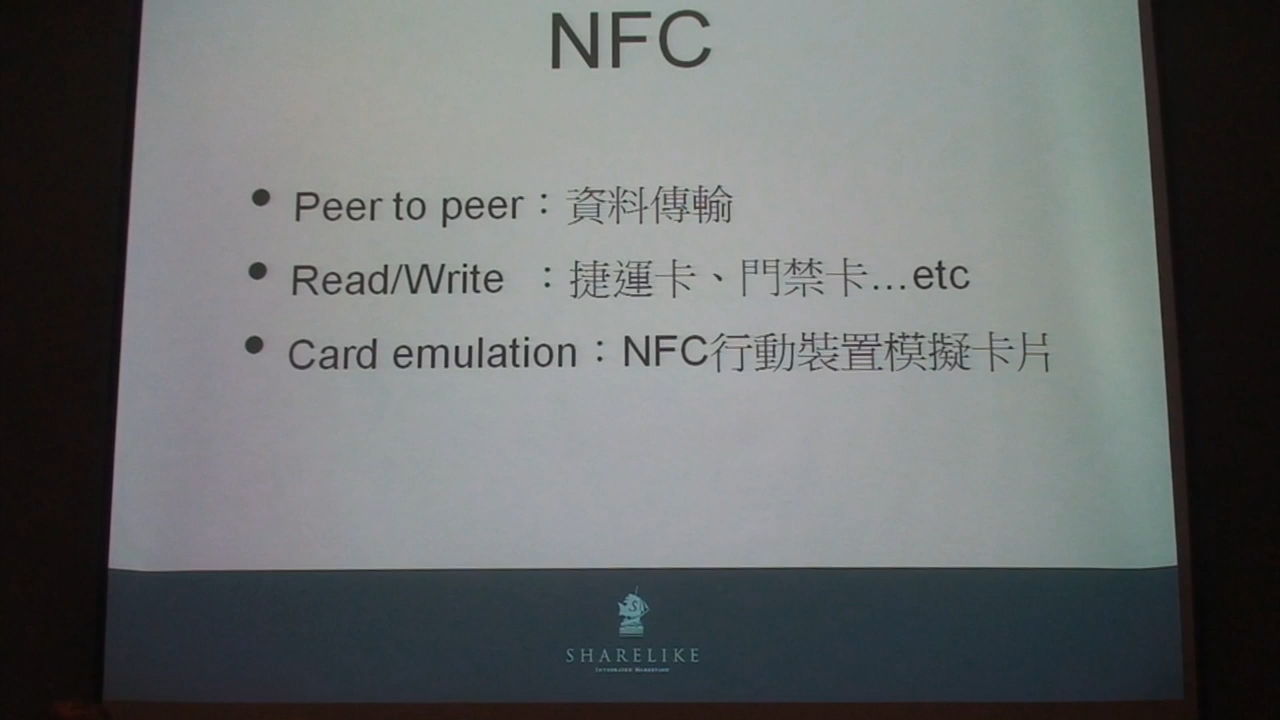 NFC
• Peer to peer：資料傳輸
• Read/Write ：捷運卡、門禁卡...etc
• Card emulation：NFC行動裝置模擬卡片
SHARELIKE